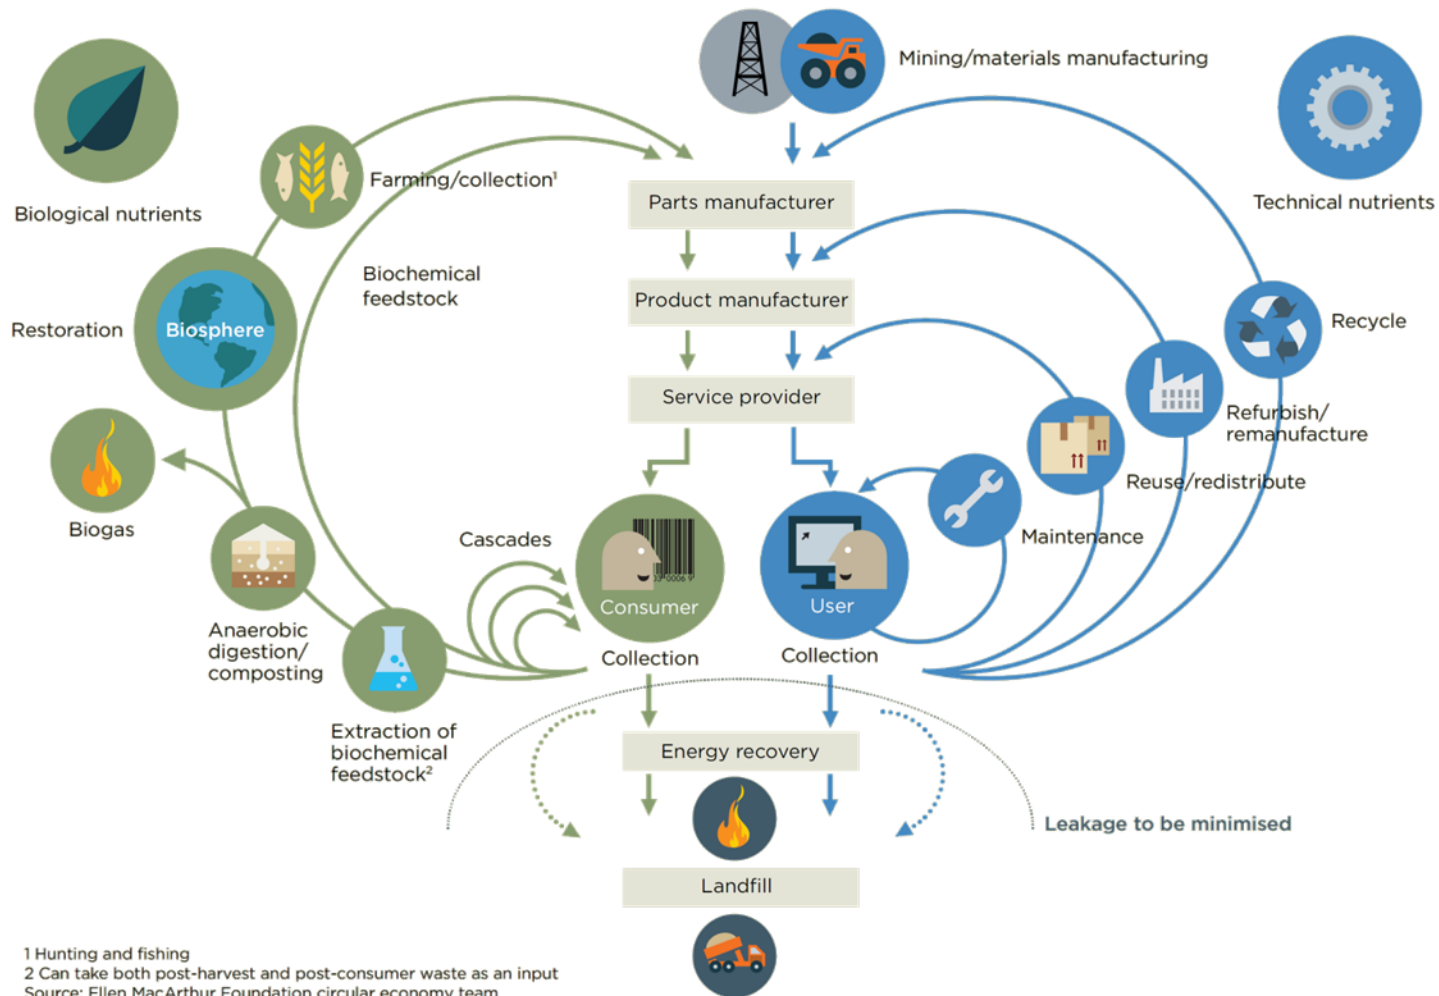 Mining/materials manufacturing
Biological nutrients
Technical nutrients
Farming/collection¹
Parts manufacturer
Biochemical
feedstock
Product manufacturer
Restoration
Biosphere
Recycle
Service provider
Refurbish/
remanufacture
Reuse/redistribute
Biogas
Maintenance
Cascades
Consumer
User
Anaerobic
digestion/
composting
Collection
Collection
Extraction of
biochemical
feedstock²
Energy recovery
Leakage to be minimised
Landfill
1 Hunting and fishing
2 Can take both post-harvest and post-consumer waste as an input
Source: Ellen MacArthur Foundation circular economy team